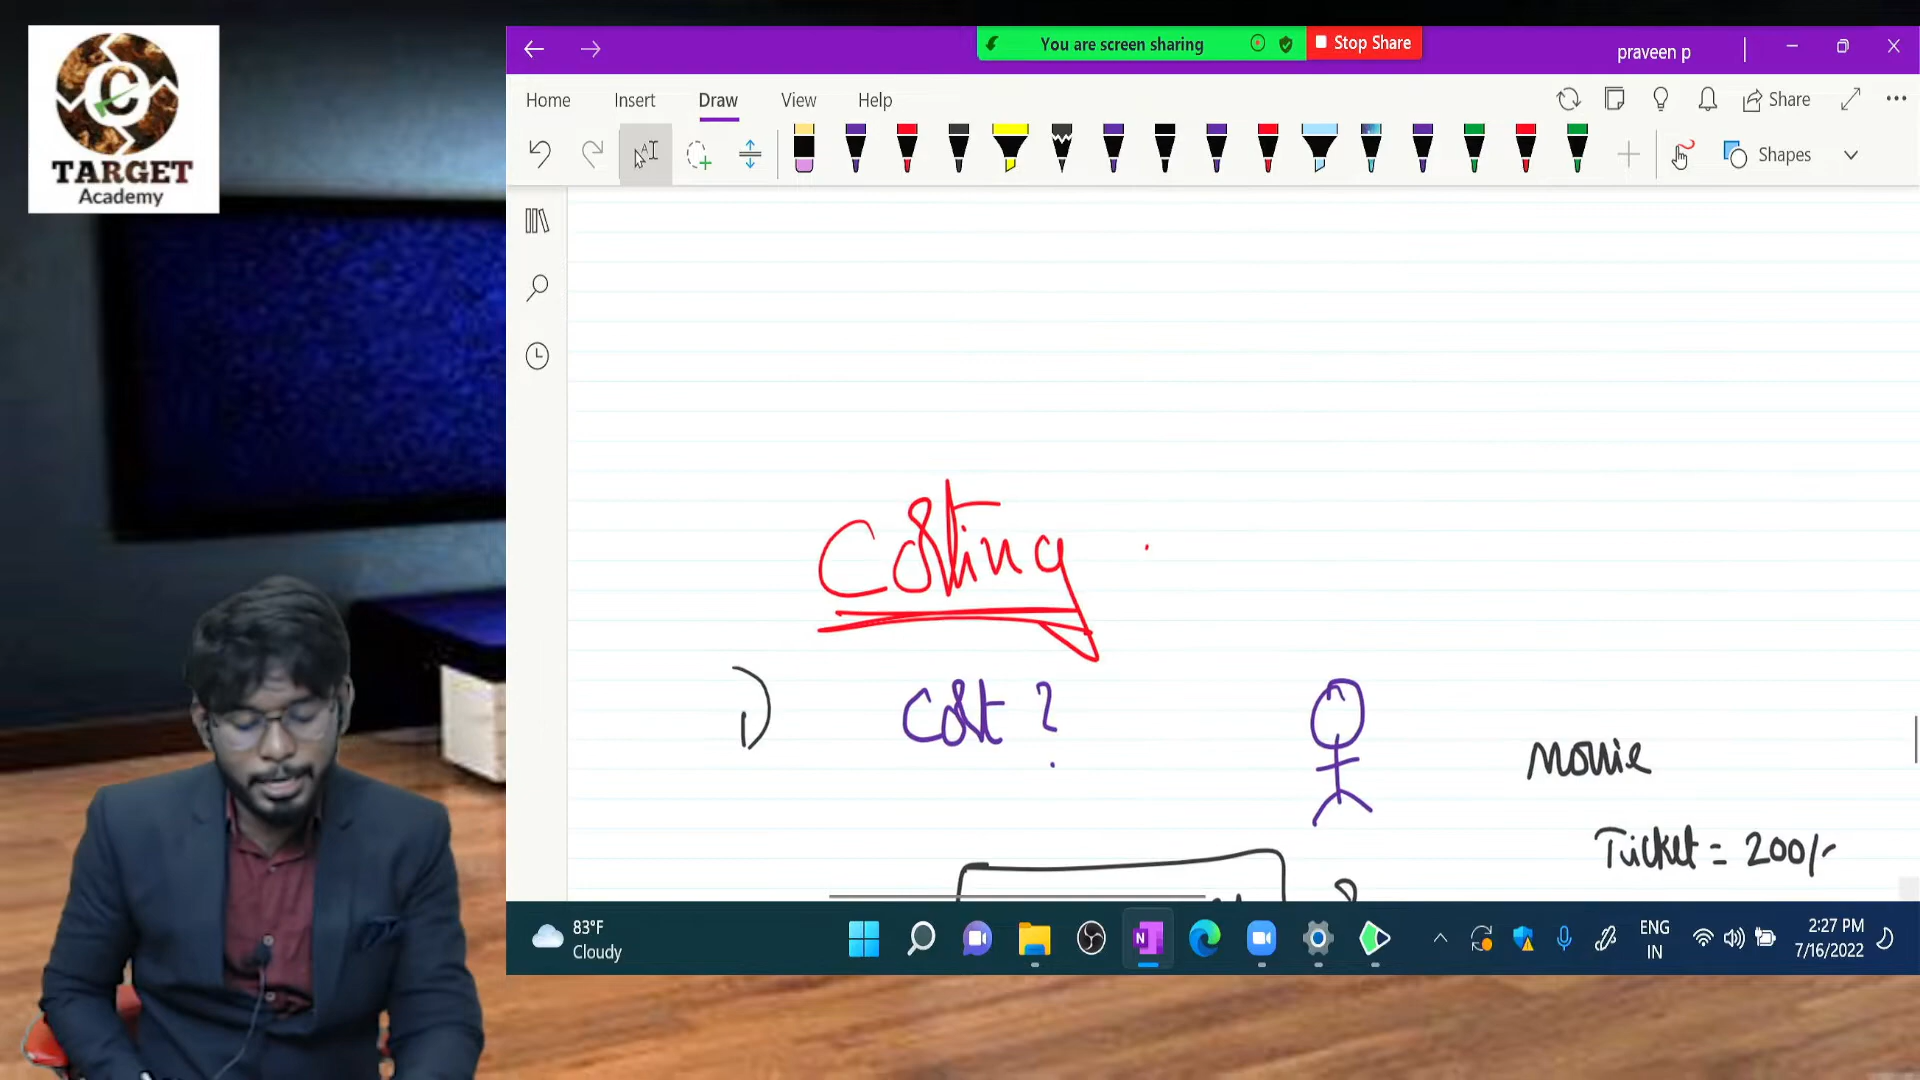 C
TARGET
Academy
You are screen sharing
Stop Share
praveen p
Home Insert Draw View Help
Share
Shapes
Costing
1) Cost ?
Movie
Ticket = 200/-
83°F
Cloudy
N
ENG
IN
2:27 PM
7/16/2022